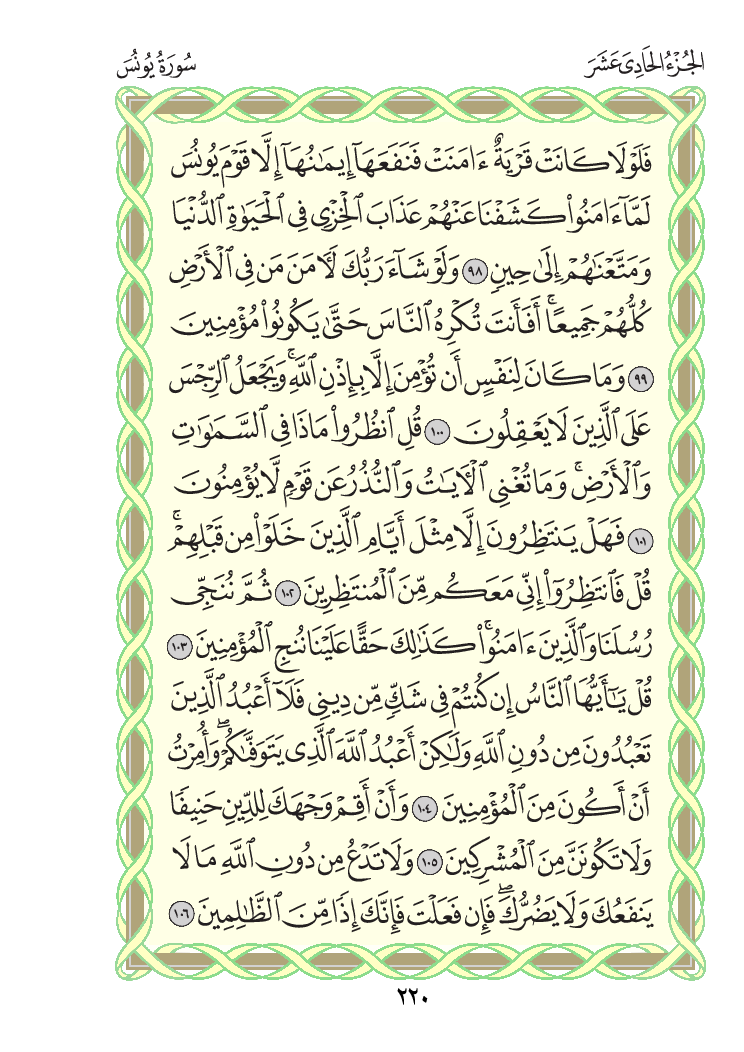 الجُزْءُ الحَادِىَ عَشَرَ
سُورَةُ يُونُسَ
فَلَوْلَا كَانَتْ قَرْيَةٌ ءَامَنَتْ فَنَفَعَهَآ إِيمَـٰنُهَآ إِلَّا قَوْمَ يُونُسَ
لَمَّآ ءَامَنُوا۟ كَشَفْنَا عَنْهُمْ عَذَابَ ٱلْخِزْىِ فِى ٱلْحَيَوٰةِ ٱلدُّنْيَا
وَمَتَّعْنَـٰهُمْ إِلَىٰ حِينٍ ٩٨ وَلَوْ شَآءَ رَبُّكَ لَـَٔامَنَ مَن فِى ٱلْأَرْضِ
كُلُّهُمْ جَمِيعًا ۚ أَفَأَنتَ تُكْرِهُ ٱلنَّاسَ حَتَّىٰ يَكُونُوا۟ مُؤْمِنِينَ
٩٩ وَمَا كَانَ لِنَفْسٍ أَن تُؤْمِنَ إِلَّا بِإِذْنِ ٱللَّهِ ۚ وَيَجْعَلُ ٱلرِّجْسَ
عَلَى ٱلَّذِينَ لَا يَعْقِلُونَ ١٠٠ قُلِ ٱنظُرُوا۟ مَاذَا فِى ٱلسَّمَـٰوَٰتِ
وَٱلْأَرْضِ ۚ وَمَا تُغْنِى ٱلْـَٔايَـٰتُ وَٱلنُّذُرُ عَن قَوْمٍ لَّا يُؤْمِنُونَ
١٠١ فَهَلْ يَنتَظِرُونَ إِلَّا مِثْلَ أَيَّامِ ٱلَّذِينَ خَلَوْا۟ مِن قَبْلِهِمْ ۚ
قُلْ فَٱنتَظِرُوٓا۟ إِنِّى مَعَكُم مِّنَ ٱلْمُنتَظِرِينَ ١٠٢ ثُمَّ نُنَجِّى
رُسُلَنَا وَٱلَّذِينَ ءَامَنُوا۟ ۚ كَذَٰلِكَ حَقًّا عَلَيْنَا نُنجِ ٱلْمُؤْمِنِينَ ١٠٣
قُلْ يَـٰٓأَيُّهَا ٱلنَّاسُ إِن كُنتُمْ فِى شَكٍّ مِّن دِينِى فَلَآ أَعْبُدُ ٱلَّذِينَ
تَعْبُدُونَ مِن دُونِ ٱللَّهِ وَلَـٰكِنْ أَعْبُدُ ٱللَّهَ ٱلَّذِى يَتَوَفَّىٰكُمْ ۖ وَأُمِرْتُ
أَنْ أَكُونَ مِنَ ٱلْمُؤْمِنِينَ ١٠٤ وَأَنْ أَقِمْ وَجْهَكَ لِلدِّينِ حَنِيفًا
وَلَا تَكُونَنَّ مِنَ ٱلْمُشْرِكِينَ ١٠٥ وَلَا تَدْعُ مِن دُونِ ٱللَّهِ مَا لَا
يَنفَعُكَ وَلَا يَضُرُّكَ ۖ فَإِن فَعَلْتَ فَإِنَّكَ إِذًا مِّنَ ٱلظَّـٰلِمِينَ ١٠٦
٢٢٠